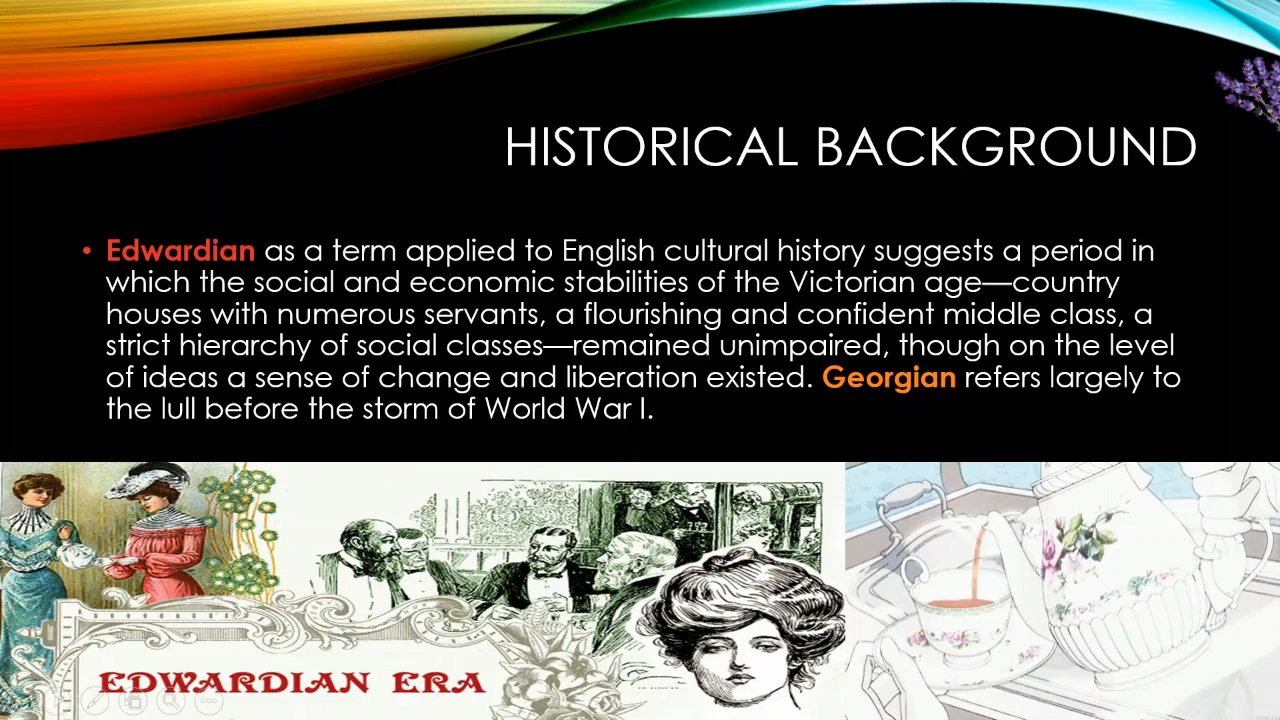 HISTORICAL BACKGROUND
• Edwardian as a term applied to English cultural history suggests a period in
which the social and economic stabilities of the Victorian age—country
houses with numerous servants, a flourishing and confident middle class, a
strict hierarchy of social classes—remained unimpaired, though on the level
of ideas a sense of change and liberation existed. Georgian refers largely to
the lull before the storm of World War I.
EDWARDIAN ERA